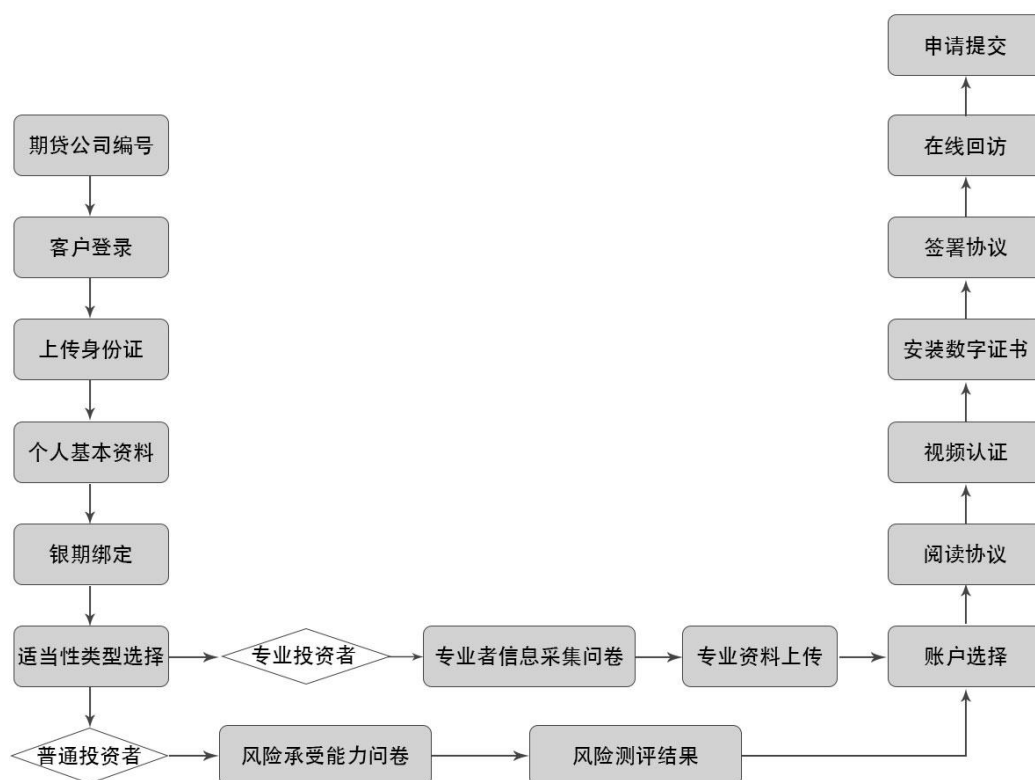 期贷公司编号
客户登录
上传身份证
个人基本资料
银期绑定
适当性类型选择
专业投资者
专业者信息采集问卷
专业资料上传
账户选择
普通投资者
风险承受能力问卷
风险测评结果
阅读协议
视频认证
安装数字证书
签署协议
在线回访
申请提交